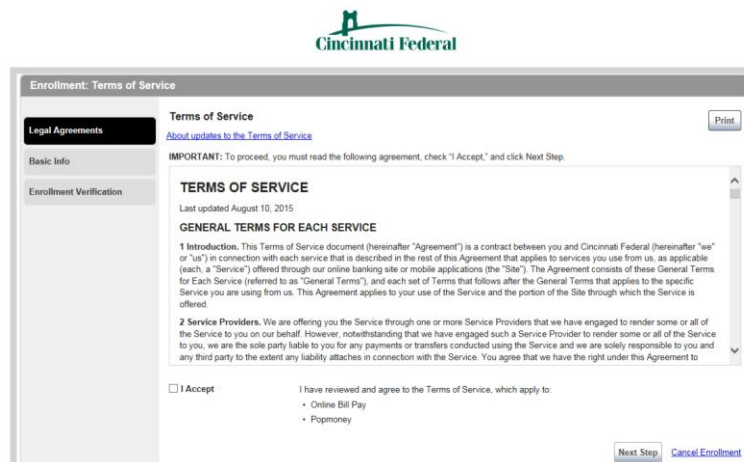 Cincinnati Federal
Enrollment: Terms of Service
Legal Agreements
Basic Info
Enrollment Verification
Terms of Service
Print
About updates to the Terms of Service
IMPORTANT: To proceed, you must read the following agreement, check "I Accept," and click Next Step.
TERMS OF SERVICE
Last updated August 10, 2015
GENERAL TERMS FOR EACH SERVICE
1 Introduction. This Terms of Service document (hereinafter "Agreement") is a contract between you and Cincinnati Federal (hereinafter "we"
or "us") in connection with each service that is described in the rest of this Agreement that applies to services you use from us, as applicable
(each, a "Service") offered through our online banking site or mobile applications (the "Site"). The Agreement consists of these General Terms
for Each Service (referred to as "General Terms"), and each set of Terms that follows after the General Terms that applies to the specific
Service you are using from us. This Agreement applies to your use of the Service and the portion of the Site through which the Service is
offered.
2 Service Providers. We are offering you the Service through one or more Service Providers that we have engaged to render some or all of
the Service to you on our behalf. However, notwithstanding that we have engaged such a Service Provider to render some or all of the Service
to you, we are the sole party liable to you for any payments or transfers conducted using the Service and we are solely responsible to you and
any third party to the extent any liability attaches in connection with the Service. You agree that we have the right under this Agreement to
I Accept
I have reviewed and agree to the Terms of Service, which apply to:
• Online Bill Pay
• Popmoney
Next Step
Cancel Enrollment